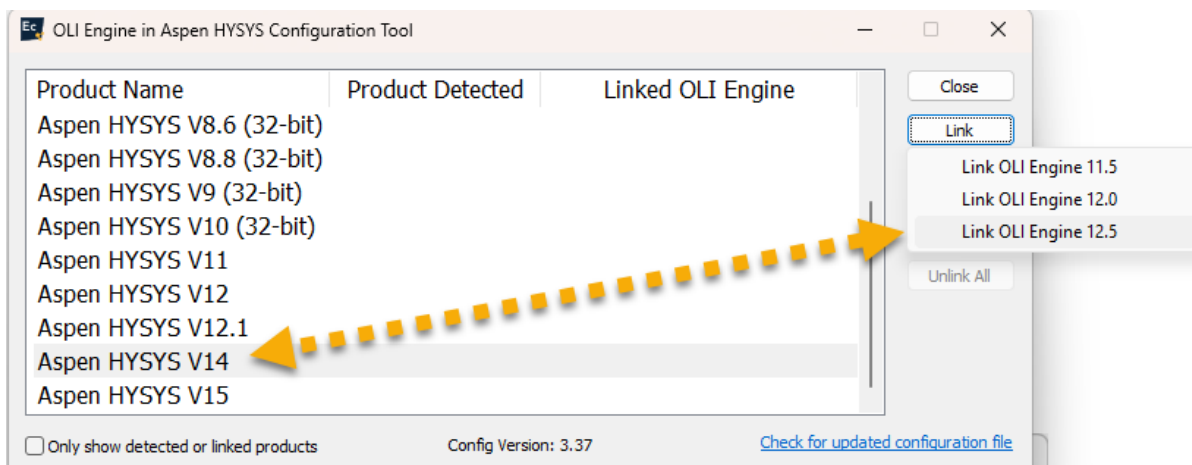 Ec OLI Engine in Aspen HYSYS Configuration Tool
Product Name Product Detected Linked OLI Engine
Close
Aspen HYSYS V8.6 (32-bit)
Link
Aspen HYSYS V8.8 (32-bit)
Link OLI Engine 11.5
Aspen HYSYS V9 (32-bit)
Link OLI Engine 12.0
Aspen HYSYS V10 (32-bit)
Link OLI Engine 12.5
Aspen HYSYS V11
Unlink All
Aspen HYSYS V12
Aspen HYSYS V12.1
Aspen HYSYS V14
Aspen HYSYS V15
Only show detected or linked products Config Version: 3.37 Check for updated configuration file